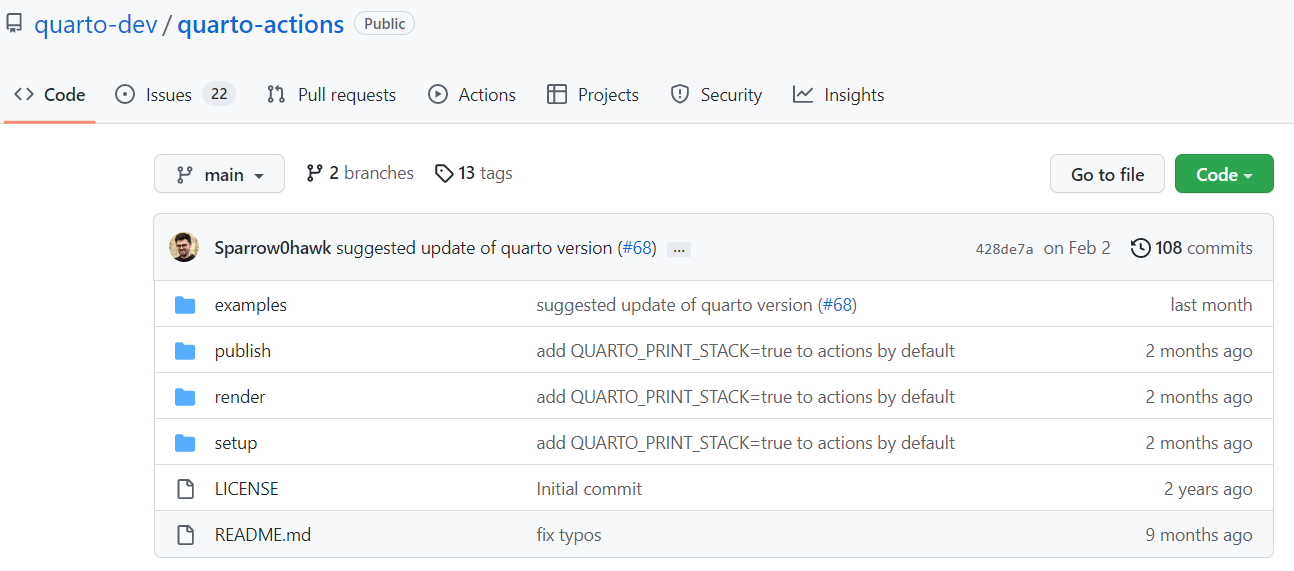 quarto-dev / quarto-actions Public
Code Issues 22 Pull requests Actions Projects Security Insights
main 2 branches 13 tags Go to file Code
Sparrow0hawk suggested update of quarto version (#68) ... 428de7a on Feb 2 108 commits
examples suggested update of quarto version (#68) last month
publish add QUARTO_PRINT_STACK=true to actions by default 2 months ago
render add QUARTO_PRINT_STACK=true to actions by default 2 months ago
setup add QUARTO_PRINT_STACK=true to actions by default 2 months ago
LICENSE Initial commit 2 years ago
README.md fix typos 9 months ago